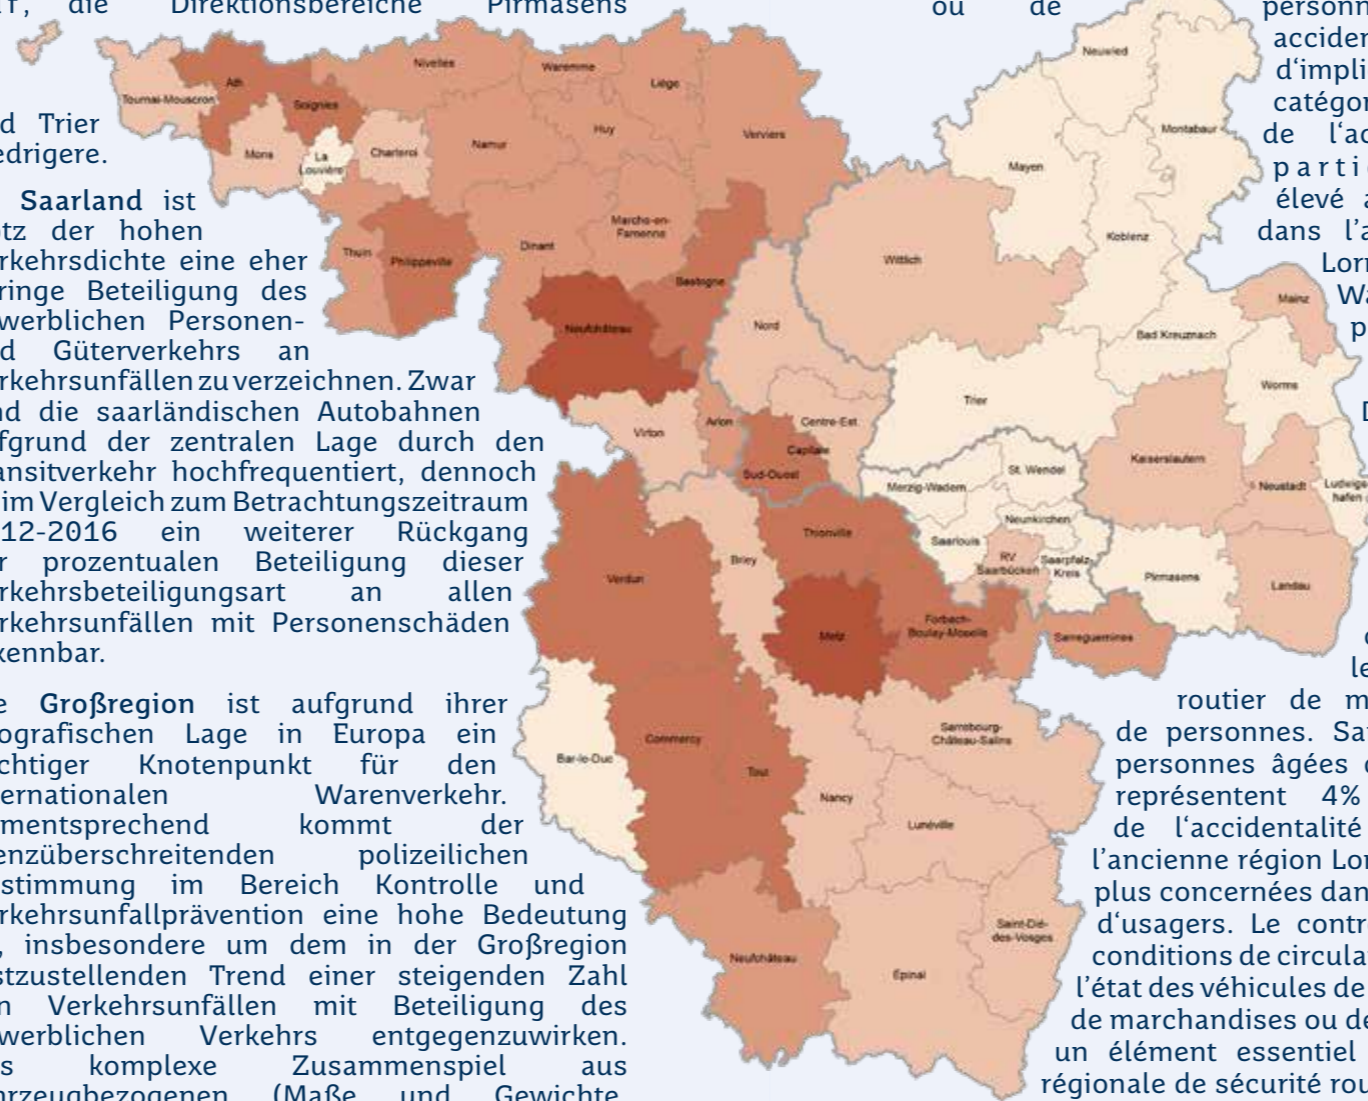 die Direktionsbereiche Pirmasens
d Trier
edrigere.
Saarland ist
tz der hohen
rkehrsdichte eine eher
ringe Beteiligung des
werblichen Personen-
d Güterverkehrs an
rkehrsunfällen zu verzeichnen. Zwar
nd die saarländischen Autobahnen
fgrund der zentralen Lage durch den
ansitverkehr hochfrequentiert, dennoch
im Vergleich zum Betrachtungszeitraum
12-2016 ein weiterer Rückgang
r prozentualen Beteiligung dieser
rkehrsbeteiligungsart an allen
rkehrsunfällen mit Personenschäden
kennbar.
e Großregion ist aufgrund ihrer
ografischen Lage in Europa ein
chtiger Knotenpunkt für den
ernationalen Warenverkehr.
mentsprechend kommt der
enzüberschreitenden polizeilichen
stimmung im Bereich Kontrolle und
rkehrsunfallprävention eine hohe Bedeutung
, insbesondere um dem in der Großregion
stzustellenden Trend einer steigenden Zahl
n Verkehrsunfällen mit Beteiligung des
werblichen Verkehrs entgegenzuwirken.
s komplexe Zusammenspiel aus
hrzeugbezogenen (Maße und Gewichte
Tournai-Mouscron
Ath
Soignies
Mons
La
Louvière
Charleroi
Nivelles
Waremme
Liège
Namur
Huy
Verviers
Thuin
Philippeville
Dinant
Marche-en-
Famenne
Bastogne
Neufchâteau
Virton
Arlon
Nord
Centre-Est
Capitale
Sud-Ouest
Wittlich
Mayen
Neuwied
Montabaur
Koblenz
Mainz
Bad Kreuznach
Worms
Trier
Kaiserslautern
Neustadt
Ludwigs-
hafen
Merzig-Wadern
St. Wendel
Neunkirchen
Saarlouis
RV
Saarbücken
Saarpfalz-
Kreis
Pirmasens
Landau
Verdun
Briey
Thionville
Metz
Forbach-
Boulay-Moselle
Sarreguemines
Bar-le-Duc
Commercy
Toul
Nancy
Sarrebourg-
Château-Salins
Lunéville
Neufchâteau
Épinal
Saint-Dié-
des-Vosges
ou de
personn
acciden
d'impli
catégor
de l'ac
parti
élevé a
dans l'a
Lorr
Wa
p
le
routier de m
de personnes. Sa
personnes âgées
représentent 4%
de l'accidentalité
l'ancienne région Lor
plus concernées dan
d'usagers. Le contr
conditions de circula
l'état des véhicules de
de marchandises ou de
un élément essentiel
régionale de sécurité rou